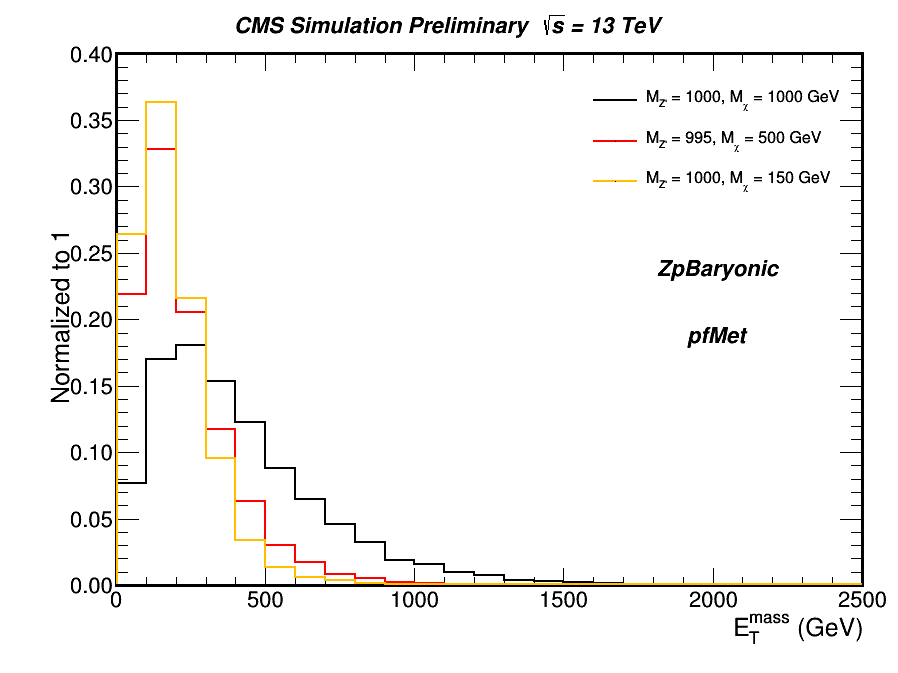 CMS Simulation Preliminary √s = 13 TeV
0.40
0.35
0.30
0.25
0.20
0.15
0.10
0.05
0.00
Normalized to 1
M_Z' = 1000, M_χ = 1000 GeV
M_Z' = 995, M_χ = 500 GeV
M_Z' = 1000, M_χ = 150 GeV
ZpBaryonic
pfMet
0 500 1000 1500 2000 2500
E_T^mass (GeV)